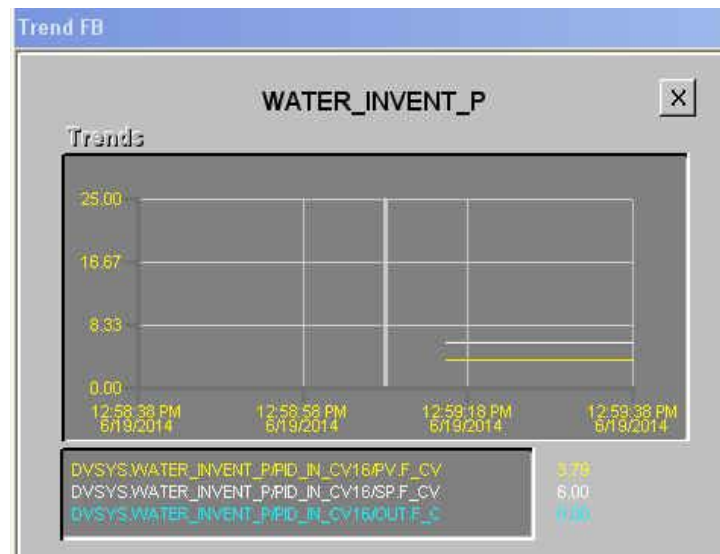 Trend FB
WATER_INVENT_P
X
Trends
25.00
16.67
8.33
0.00
12:58:38 PM 12:58:58 PM 12:59:18 PM 12:59:38 PM
6/19/2014 6/19/2014 6/19/2014 6/19/2014
DVSYS.WATER_INVENT_P/PID_IN_CV16/PV.F_CV 3.79
DVSYS.WATER_INVENT_P/PID_IN_CV16/SP.F_CV 6.00
DVSYS.WATER_INVENT_P/PID_IN_CV16/OUT.F_C